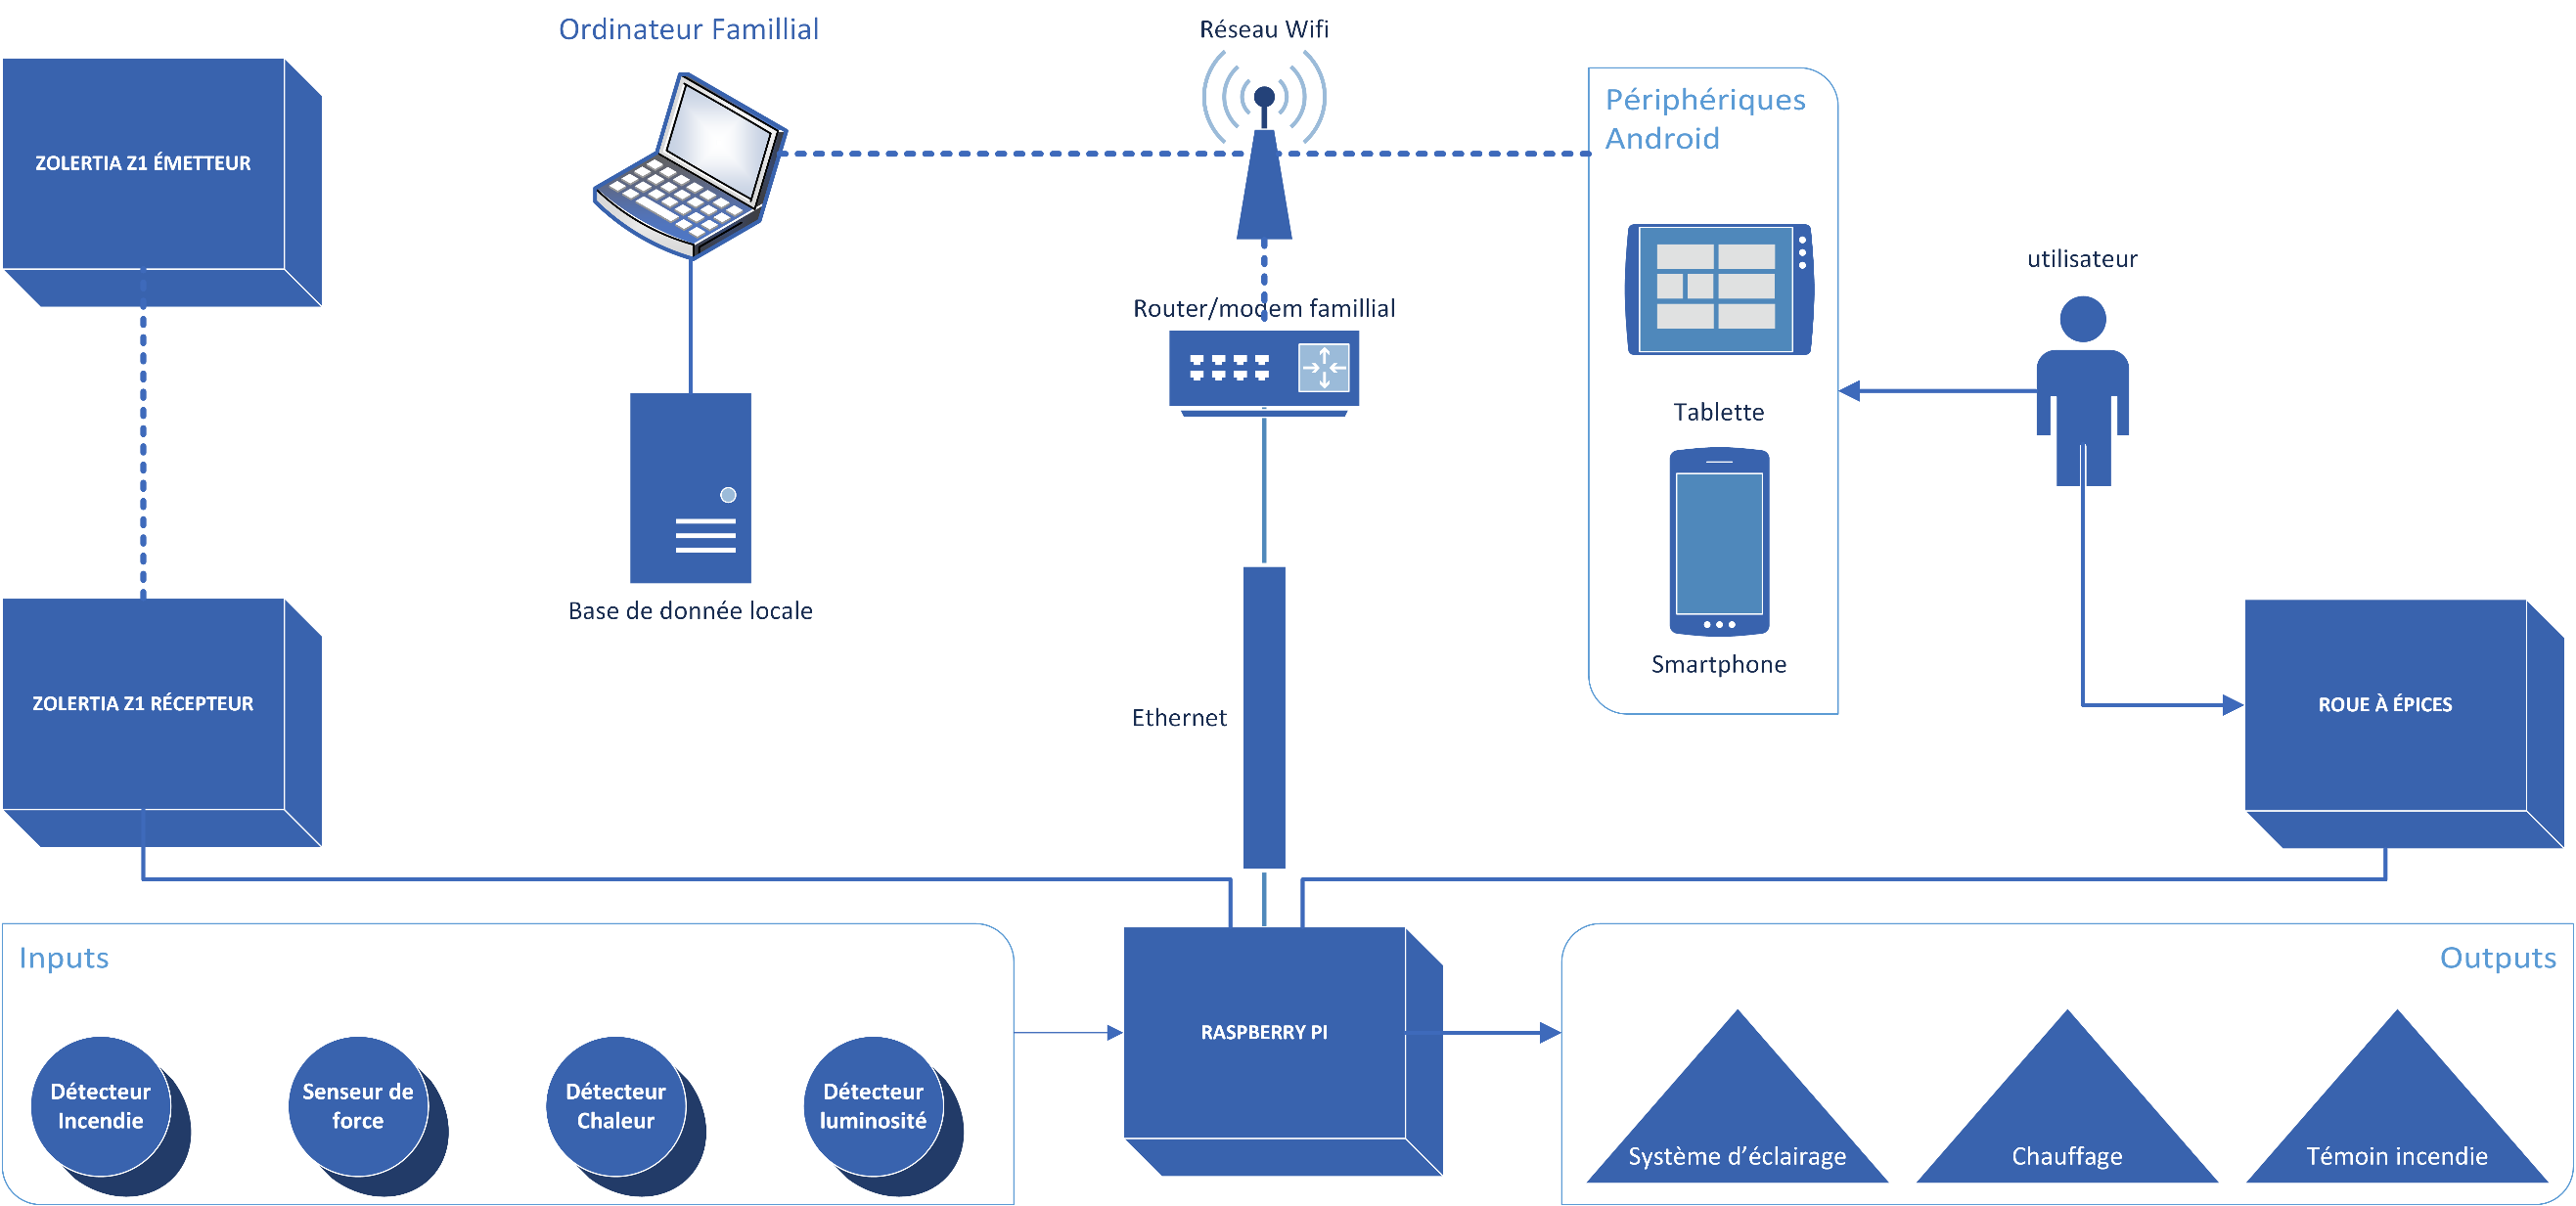 Ordinateur Famillial
Réseau Wifi
Périphériques
Android
ZOLERTIA Z1 ÉMETTEUR
utilisateur
Router/modem famillial
Tablette
Base de donnée locale
Smartphone
ZOLERTIA Z1 RÉCEPTEUR
Ethernet
ROUE À ÉPICES
Inputs
Outputs
RASPBERRY PI
Détecteur
Incendie
Senseur de
force
Détecteur
Chaleur
Détecteur
luminosité
Système d'éclairage
Chauffage
Témoin incendie